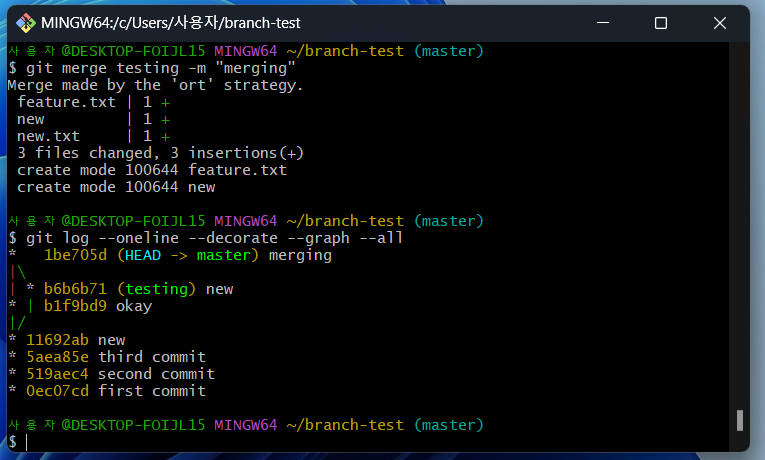 MINGW64:/c/Users/사용자/branch-test
사용자@DESKTOP-FOIJL15 MINGW64 ~/branch-test (master)
$ git merge testing -m "merging"
Merge made by the 'ort' strategy.
 feature.txt | 1 +
 new         | 1 +
 new.txt     | 1 +
 3 files changed, 3 insertions(+)
 create mode 100644 feature.txt
 create mode 100644 new
사용자@DESKTOP-FOIJL15 MINGW64 ~/branch-test (master)
$ git log --oneline --decorate --graph --all
*   1be705d (HEAD -> master) merging
|\
| * b6b6b71 (testing) new
* | b1f9bd9 okay
|/
* 11692ab new
* 5aea85e third commit
* 519aec4 second commit
* 0ec07cd first commit
사용자@DESKTOP-FOIJL15 MINGW64 ~/branch-test (master)
$